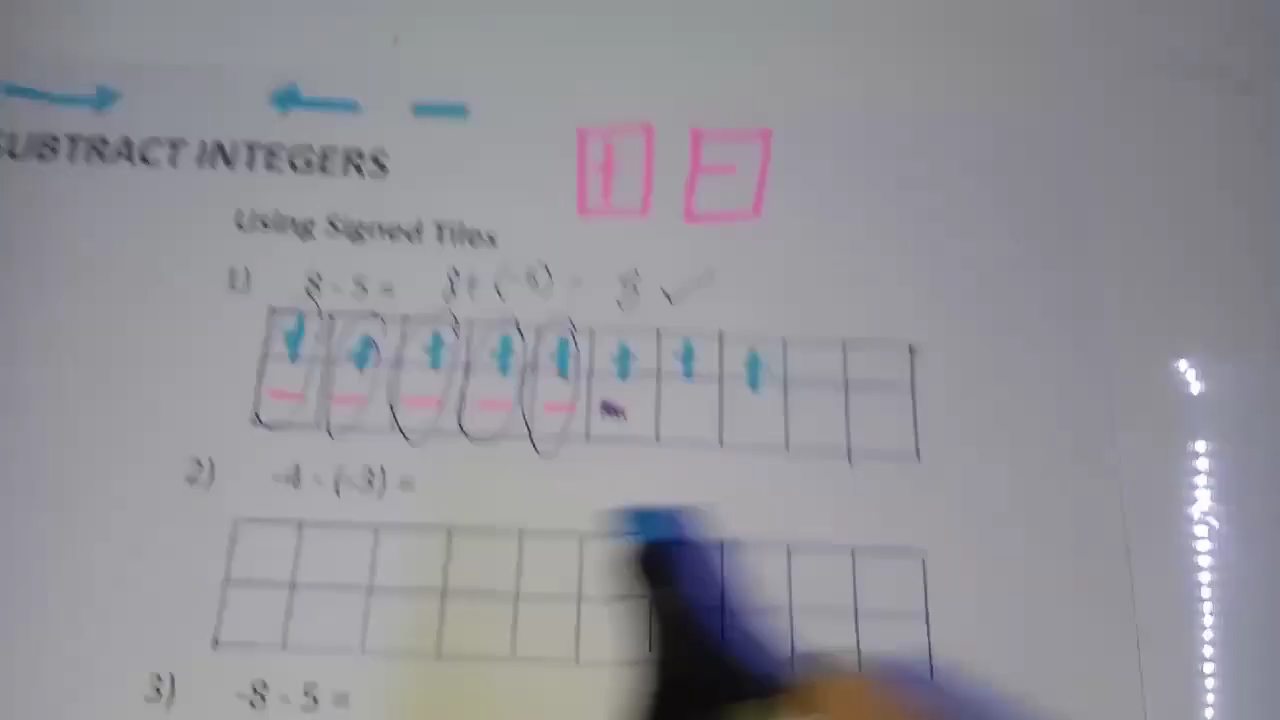 SUBTRACT INTEGERS
+ -
Using Signed Tiles
1) 8 - 5 = 8 + (-5) = 3 ✓
+ + + + + + + +
- - - - - -
2) -4 - (-3) =
3) -8 - 5 =